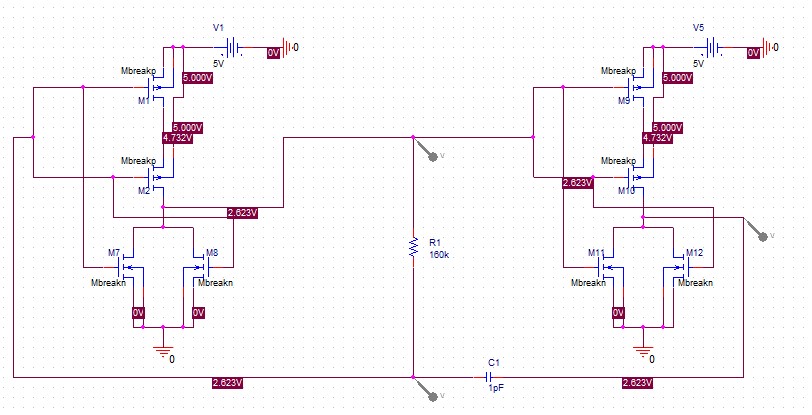 V1
V5
0V
0
0V
0
5V
5V
Mbreakp
Mbreakp
5.000V
5.000V
M1
M9
5.000V
5.000V
4.732V
4.732V
Mbreakp
Mbreakp
V
2.623V
M2
M10
2.623V
V
R1
160k
M7
M8
M11
M12
Mbreakn
Mbreakn
Mbreakn
Mbreakn
0V
0V
0V
0V
0
0
C1
1pF
2.623V
2.623V
V